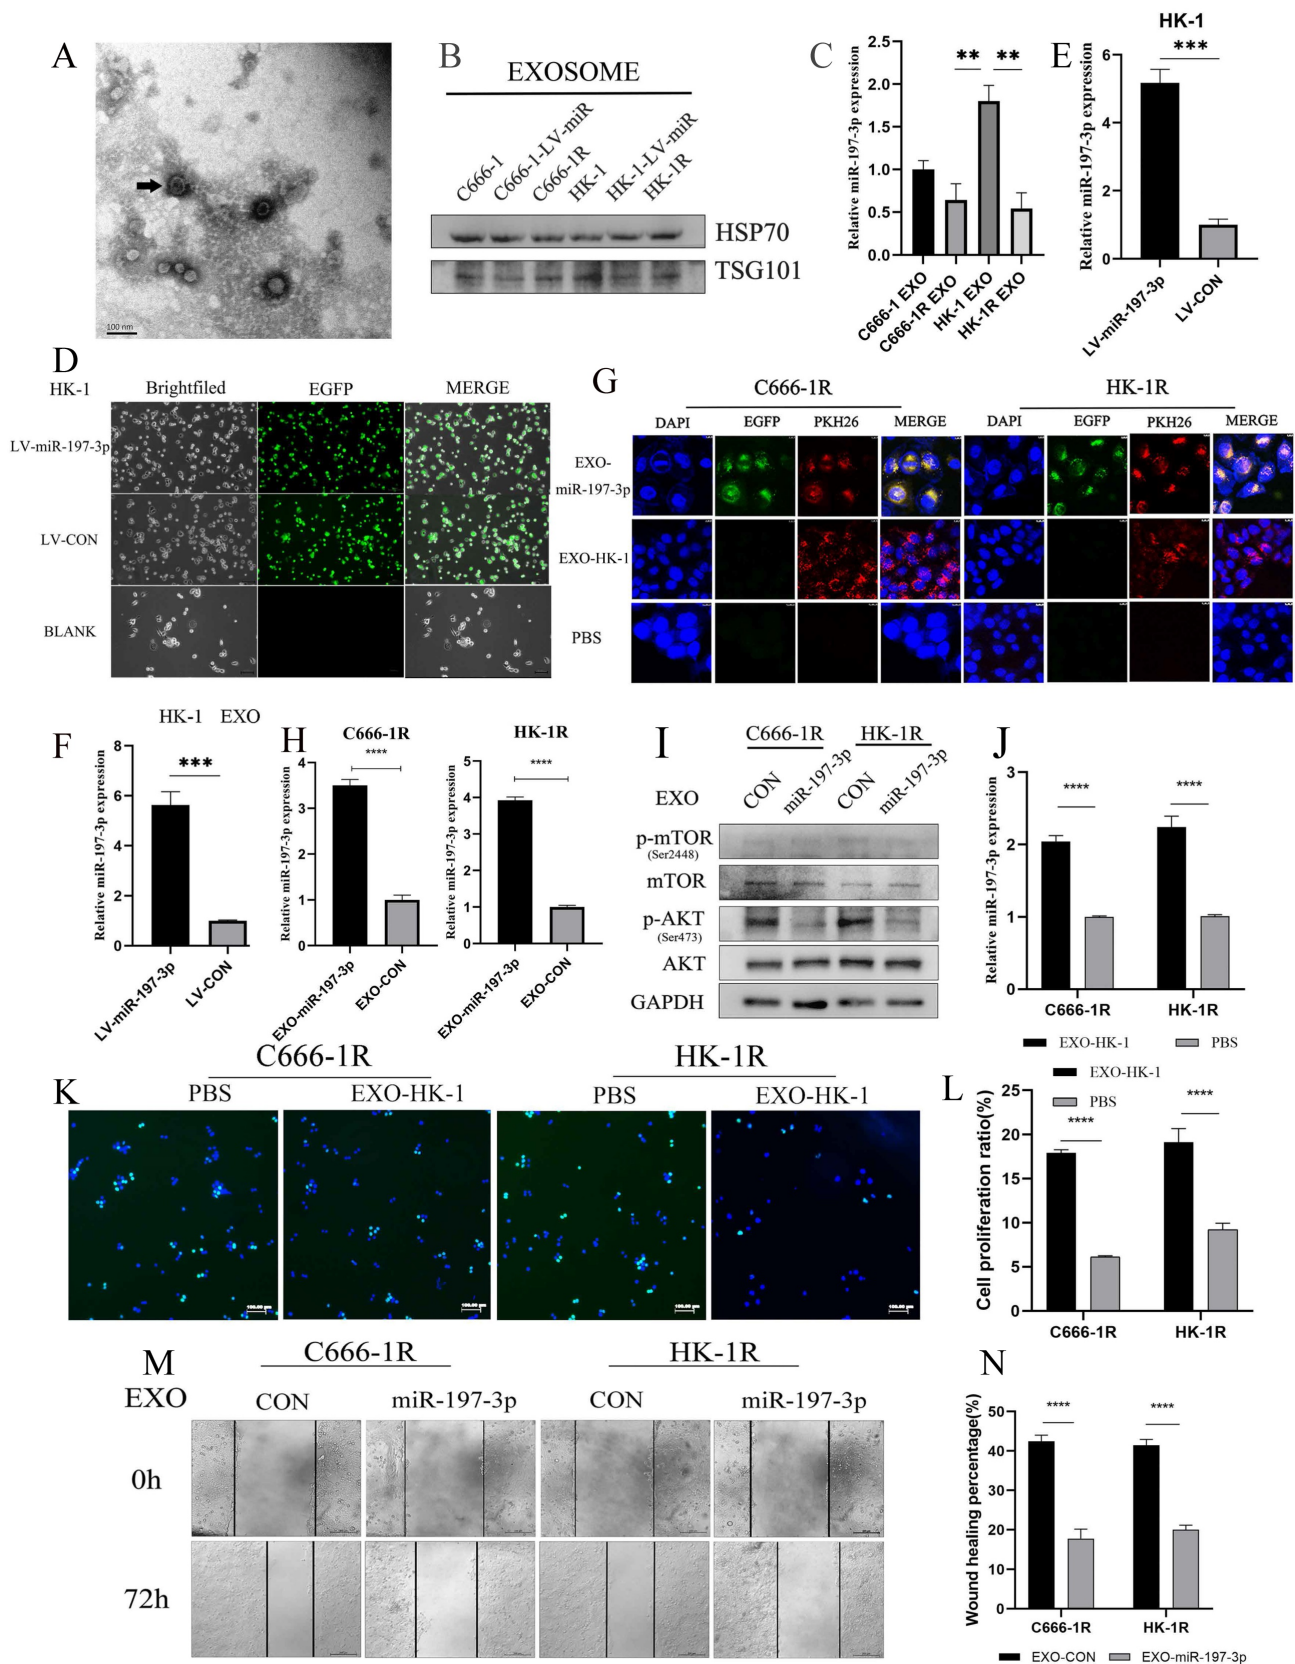 A
100 nm
B
EXOSOME
C666-1
C666-1-LV-miR
C666-1R
HK-1
HK-1-LV-miR
HK-1R
HSP70
TSG101
C
Relative miR-197-3p expression
2.5
2.0
1.5
1.0
0.5
0.0
**
**
C666-1 EXO
C666-1R EXO
HK-1 EXO
HK-1R EXO
E
HK-1
Relative miR-197-3p expression
6
4
2
0
***
LV-miR-197-3p
LV-CON
D
HK-1
Brightfiled
EGFP
MERGE
LV-miR-197-3p
LV-CON
BLANK
G
C666-1R
HK-1R
DAPI
EGFP
PKH26
MERGE
DAPI
EGFP
PKH26
MERGE
EXO-
miR-197-3p
EXO-HK-1
PBS
F
HK-1 EXO
Relative miR-197-3p expression
8
6
4
2
0
***
LV-miR-197-3p
LV-CON
H
C666-1R
Relative miR-197-3p expression
4
3
2
1
0
****
EXO-miR-197-3p
EXO-CON
HK-1R
Relative miR-197-3p expression
5
4
3
2
1
0
****
EXO-miR-197-3p
EXO-CON
I
C666-1R
HK-1R
EXO
CON
miR-197-3p
CON
miR-197-3p
p-mTOR
(Ser2448)
mTOR
p-AKT
(Ser473)
AKT
GAPDH
J
Relative miR-197-3p expression
3
2
1
0
****
****
C666-1R
HK-1R
EXO-HK-1
PBS
K
C666-1R
HK-1R
PBS
EXO-HK-1
PBS
EXO-HK-1
100.00 μm
100.00 μm
100.00 μm
100.00 μm
L
EXO-HK-1
PBS
Cell proliferation ratio(%)
25
20
15
10
5
0
****
****
C666-1R
HK-1R
M
C666-1R
HK-1R
EXO
CON
miR-197-3p
CON
miR-197-3p
0h
72h
N
Wound healing percentage(%)
50
40
30
20
10
0
****
****
C666-1R
HK-1R
EXO-CON
EXO-miR-197-3p